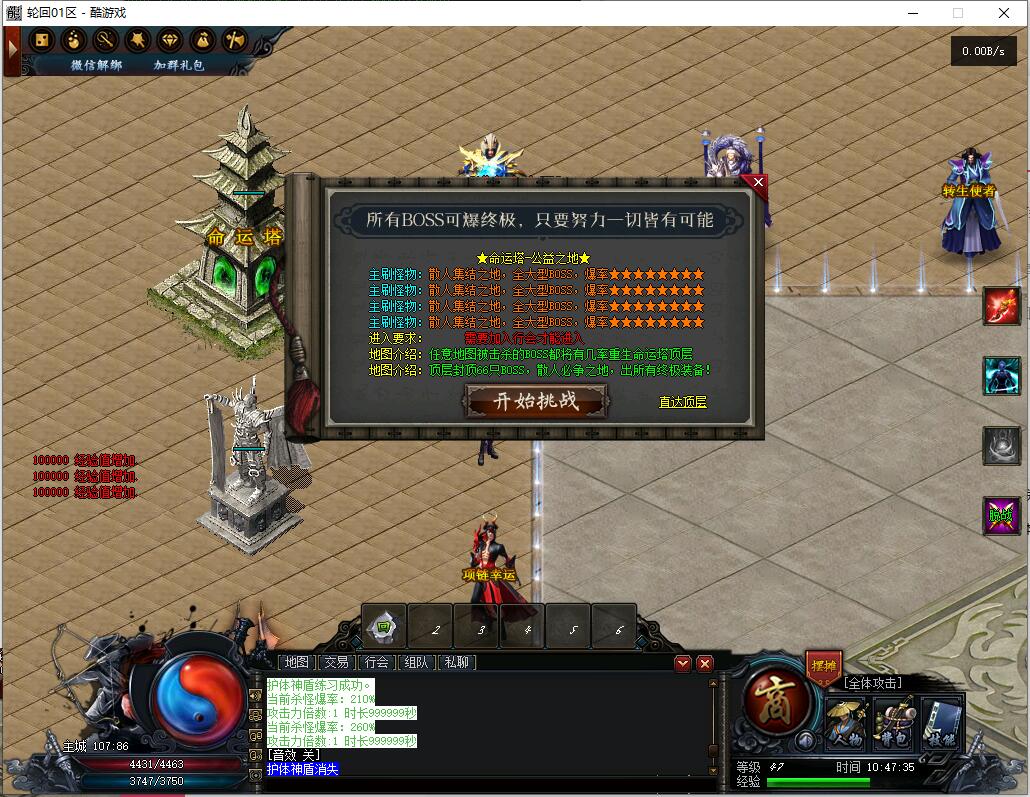 轮回01区 - 酷游戏
微信解绑 加群礼包
0.00B/s
转生使者
命运塔
所有BOSS可爆终极，只要努力一切皆有可能
★命运塔-公益之地★
主刷怪物：散人集结之地，全大型BOSS，爆率★★★★★★★★
主刷怪物：散人集结之地，全大型BOSS，爆率★★★★★★★★
主刷怪物：散人集结之地，全大型BOSS，爆率★★★★★★★★
主刷怪物：散人集结之地，全大型BOSS，爆率★★★★★★★★
进入要求： 需要加入行会才能进入
地图介绍：任意地图被击杀的BOSS都将有几率重生命运塔顶层
地图介绍：顶层封顶66只BOSS，散人必争之地，出所有终极装备！
开始挑战
直达顶层
100000 经验值增加.
100000 经验值增加.
100000 经验值增加.
脱战
项链幸运
回 2 3 4 5 6
地图 交易 行会 组队 私聊
护体神盾练习成功。
当前杀怪爆率：210%
攻击力倍数:1 时长999999秒
当前杀怪爆率：260%
攻击力倍数:1 时长999999秒
[音效 关]
护体神盾消失
主城 107:86
4431/4463
3747/3750
摆摊
[全体攻击]
商
人物 背包 技能
等级 47 时间 10:47:35
经验